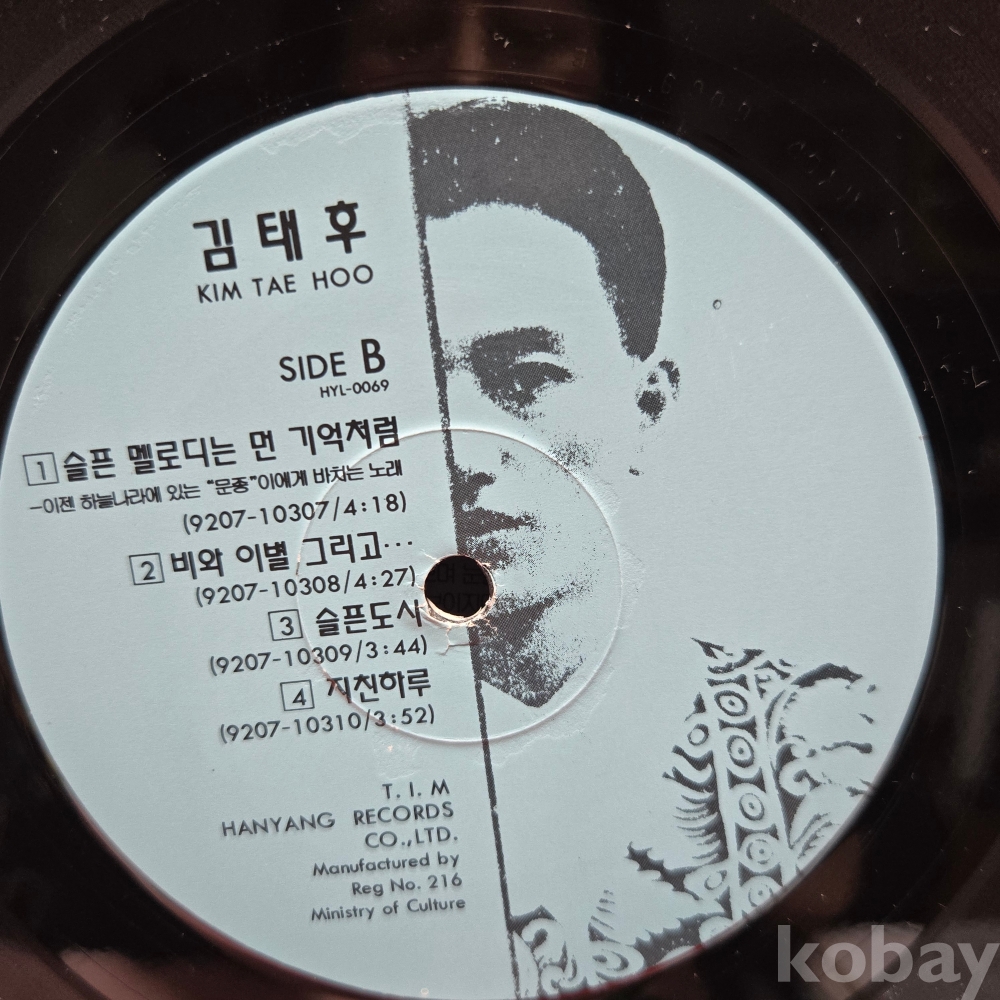 김태후
KIM TAE HOO
SIDE B
HYL-0069
1 슬픈 멜로디는 먼 기억처럼
-이젠 하늘나라에 있는 "문종"이에게 바치는 노래
(9207-10307/4:18)
2 비와 이별 그리고…
(9207-10308/4:27)
3 슬픈도시
(9207-10309/3:44)
4 지친하루
(9207-10310/3:52)
T. I. M
HANYANG RECORDS
CO.,LTD.
Manufactured by
Reg No. 216
Ministry of Culture
kobay